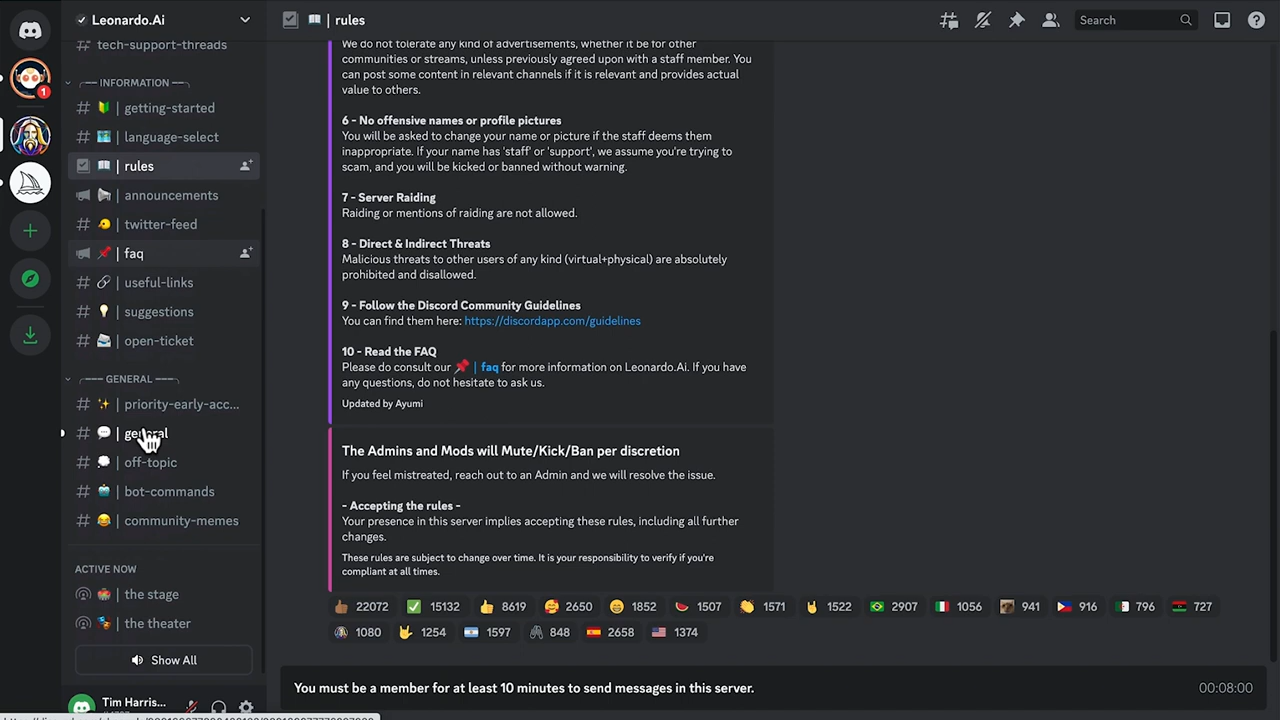 Leonardo.Ai
| rules
Search
tech-support-threads
INFORMATION
| getting-started
| language-select
| rules
| announcements
| twitter-feed
| faq
| useful-links
| suggestions
| open-ticket
GENERAL
| priority-early-acc...
| general
| off-topic
| bot-commands
| community-memes
ACTIVE NOW
the stage
the theater
Show All
Tim Harris...
1
We do not tolerate any kind of advertisements, whether it be for other
communities or streams, unless previously agreed upon with a staff member. You
can post some content in relevant channels if it is relevant and provides actual
value to others.
6 - No offensive names or profile pictures
You will be asked to change your name or picture if the staff deems them
inappropriate. If your name has 'staff' or 'support', we assume you're trying to
scam, and you will be kicked or banned without warning.
7 - Server Raiding
Raiding or mentions of raiding are not allowed.
8 - Direct & Indirect Threats
Malicious threats to other users of any kind (virtual+physical) are absolutely
prohibited and disallowed.
9 - Follow the Discord Community Guidelines
You can find them here: https://discordapp.com/guidelines
10 - Read the FAQ
Please do consult our 📌 | faq for more information on Leonardo.Ai. If you have
any questions, do not hesitate to ask us.
Updated by Ayumi
The Admins and Mods will Mute/Kick/Ban per discretion
If you feel mistreated, reach out to an Admin and we will resolve the issue.
- Accepting the rules -
Your presence in this server implies accepting these rules, including all further
changes.
These rules are subject to change over time. It is your responsibility to verify if you're
compliant at all times.
22072 15132 8619 2650 1852 1507 1571 1522 2907 1056 941 916 796 727
1080 1254 1597 848 2658 1374
You must be a member for at least 10 minutes to send messages in this server.
00:08:00